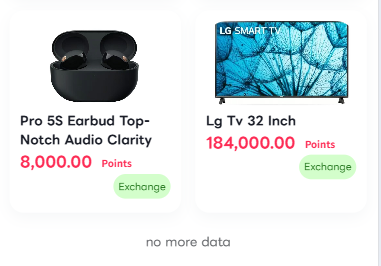 LG SMART TV
Pro 5S Earbud Top-
Notch Audio Clarity
8,000.00 Points
Exchange
Lg Tv 32 Inch
184,000.00 Points
Exchange
no more data